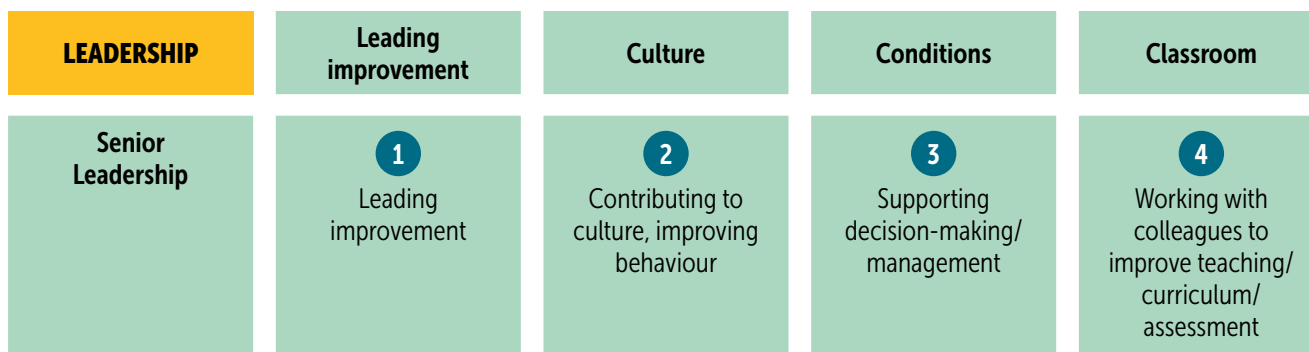 LEADERSHIP
Leading
improvement
Culture
Conditions
Classroom
Senior
Leadership
1
Leading
improvement
2
Contributing to
culture, improving
behaviour
3
Supporting
decision-making/
management
4
Working with
colleagues to
improve teaching/
curriculum/
assessment